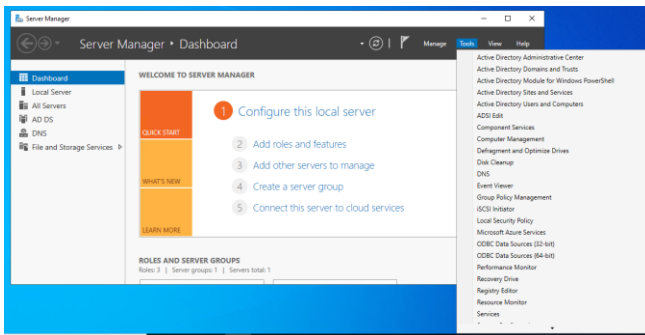 Server Manager
Server Manager • Dashboard
Manage Tools View Help
Dashboard
Local Server
All Servers
AD DS
DNS
File and Storage Services
WELCOME TO SERVER MANAGER
QUICK START
WHAT'S NEW
LEARN MORE
1 Configure this local server
2 Add roles and features
3 Add other servers to manage
4 Create a server group
5 Connect this server to cloud services
ROLES AND SERVER GROUPS
Roles: 3 | Server groups: 1 | Servers total: 1
Active Directory Administrative Center
Active Directory Domains and Trusts
Active Directory Module for Windows PowerShell
Active Directory Sites and Services
Active Directory Users and Computers
ADSI Edit
Component Services
Computer Management
Defragment and Optimize Drives
Disk Cleanup
DNS
Event Viewer
Group Policy Management
iSCSI Initiator
Local Security Policy
Microsoft Azure Services
ODBC Data Sources (32-bit)
ODBC Data Sources (64-bit)
Performance Monitor
Recovery Drive
Registry Editor
Resource Monitor
Services